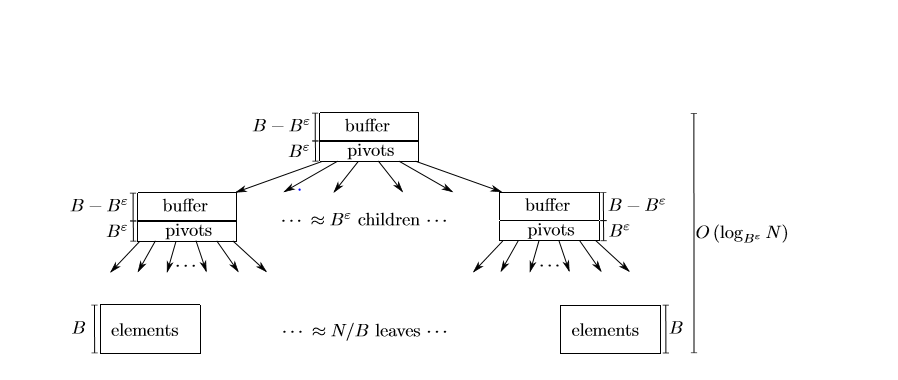 B − B^ε
buffer
B^ε
pivots
B − B^ε
buffer
buffer
B − B^ε
B^ε
pivots
··· ≈ B^ε children ···
pivots
B^ε
O (log_{B^ε} N)
···
···
B
elements
··· ≈ N/B leaves ···
elements
B